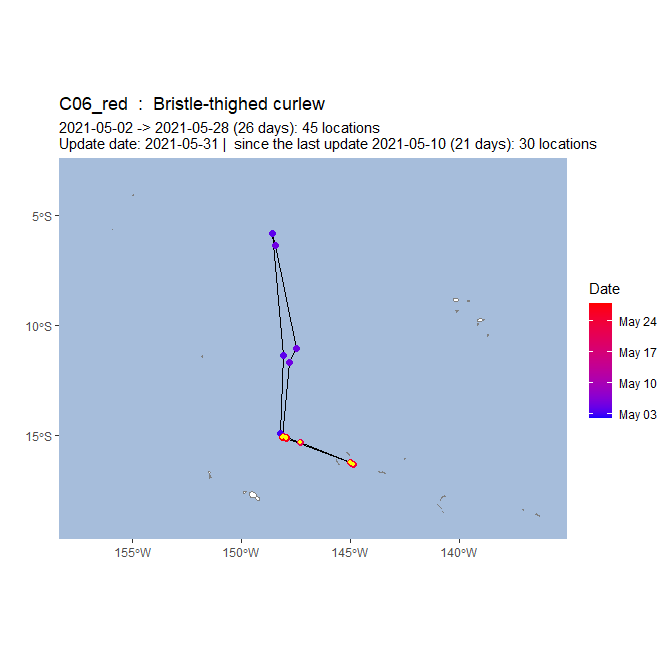 C06_red : Bristle-thighed curlew
2021-05-02 -> 2021-05-28 (26 days): 45 locations
Update date: 2021-05-31 | since the last update 2021-05-10 (21 days): 30 locations
5°S
10°S
15°S
155°W
150°W
145°W
140°W
Date
May 24
May 17
May 10
May 03